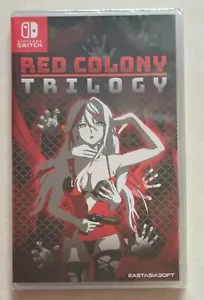 NINTENDO
SWITCH
RED COLONY
TRILOGY
EASTASIASOFT